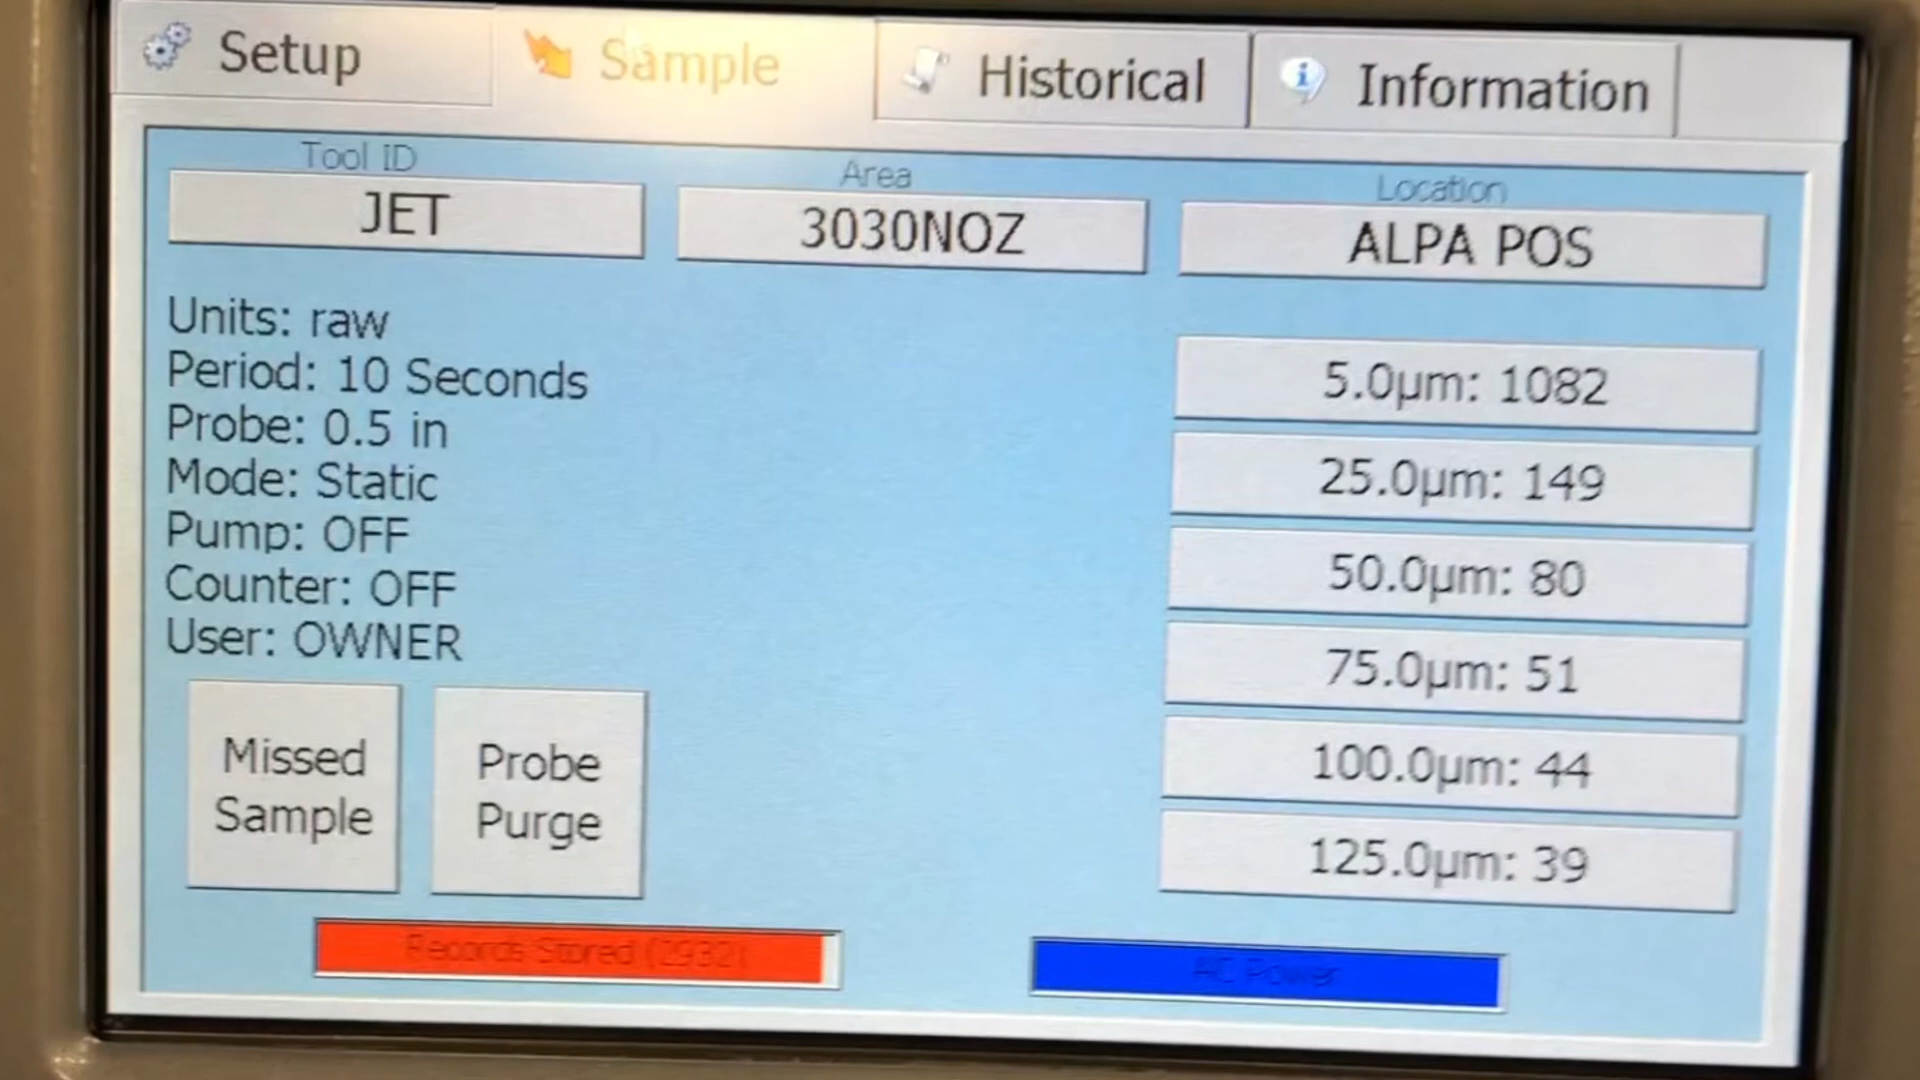 Setup
Sample
Historical
Information
Tool ID
Area
Location
JET
3030NOZ
ALPA POS
Units: raw
Period: 10 Seconds
Probe: 0.5 in
Mode: Static
Pump: OFF
Counter: OFF
User: OWNER
5.0µm: 1082
25.0µm: 149
50.0µm: 80
75.0µm: 51
100.0µm: 44
125.0µm: 39
Missed
Sample
Probe
Purge
Records Stored (2932)
AC Power